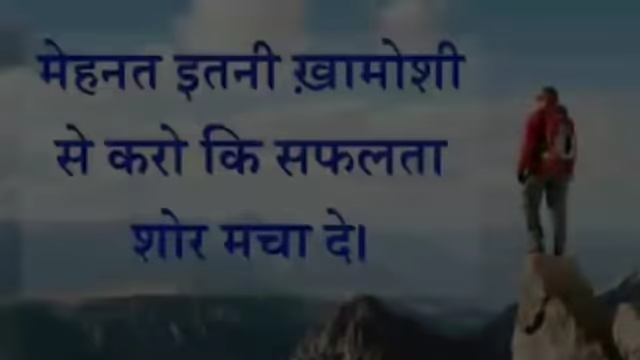 मेहनत इतनी ख़ामोशी
से करो कि सफलता
शोर मचा दे।